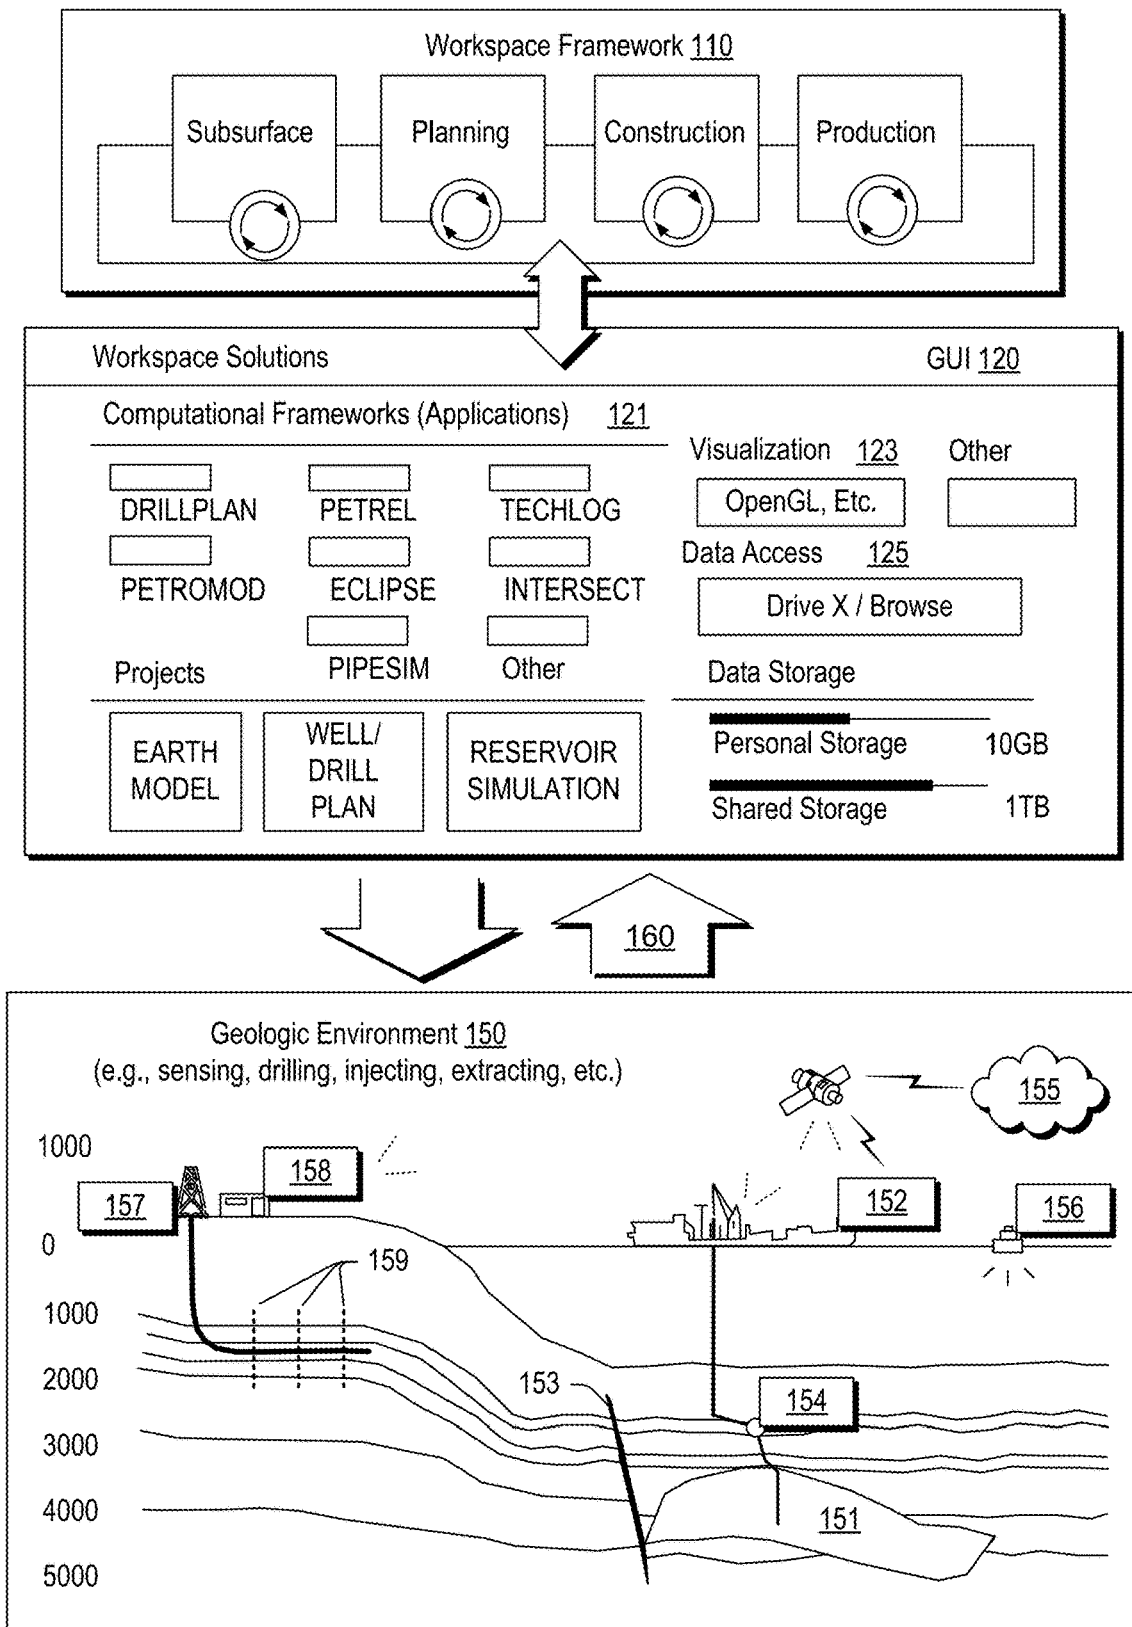 Workspace Framework 110
Subsurface
Planning
Construction
Production
Workspace Solutions
GUI 120
Computational Frameworks (Applications) 121
DRILLPLAN
PETREL
TECHLOG
PETROMOD
ECLIPSE
INTERSECT
PIPESIM
Other
Visualization 123
Other
OpenGL, Etc.
Data Access 125
Drive X / Browse
Projects
EARTH
MODEL
WELL/
DRILL
PLAN
RESERVOIR
SIMULATION
Data Storage
Personal Storage 10GB
Shared Storage 1TB
160
Geologic Environment 150
(e.g., sensing, drilling, injecting, extracting, etc.)
155
1000
158
157
152
156
0
159
1000
2000
153
154
3000
4000
151
5000